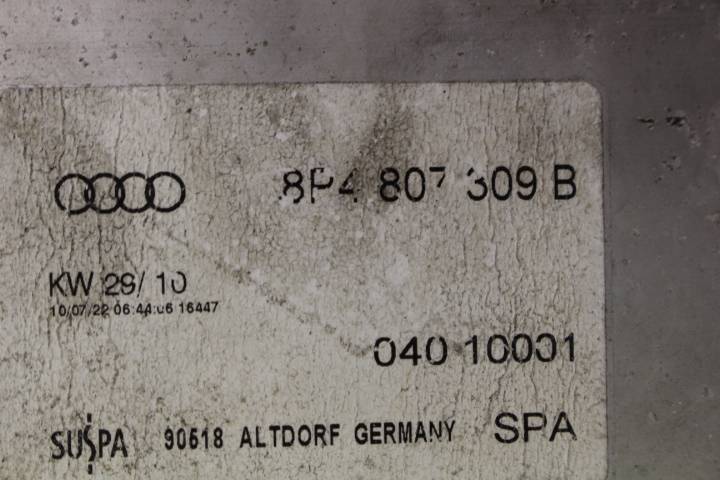 8P4 807 309 B
KW 29/ 10
10/07/22 06:44:06 16447
040 10001
SUSPA 90518 ALTDORF GERMANY SPA